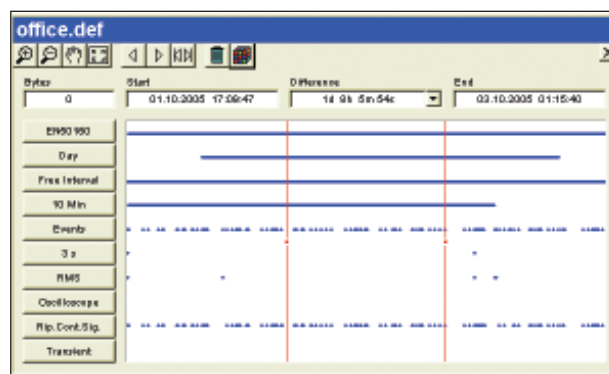 office.def
Bytes
Start
Difference
End
0
01.10.2005 17:09:47
1d 8h 5m 54s
03.10.2005 01:15:40
EN50160
Day
Free Interval
10 Min
Events
3 s
RMS
Oscilloscope
Rip.Cont.Sig.
Transient